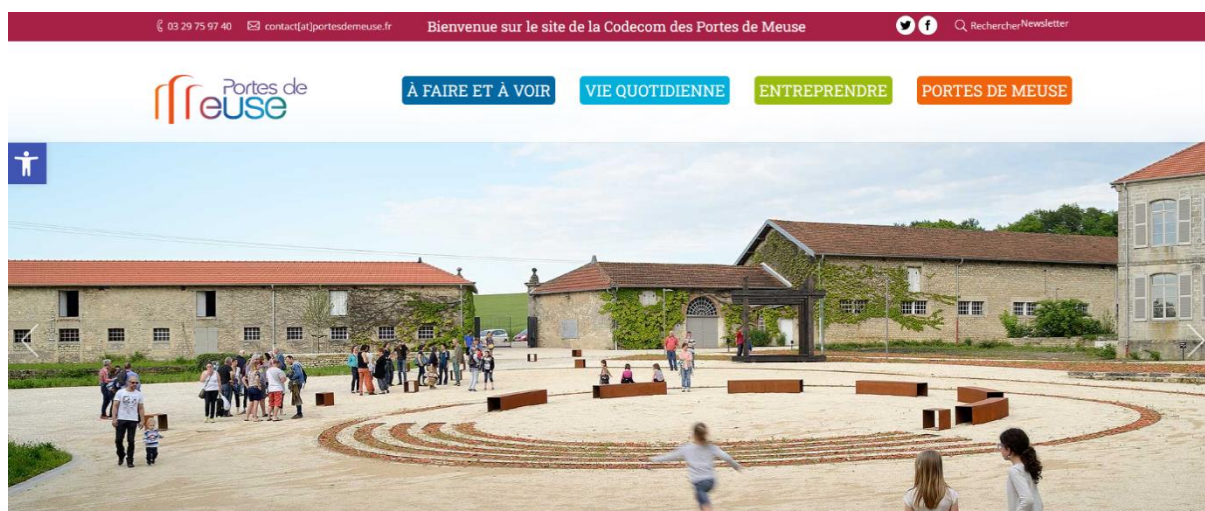 03 29 75 97 40 contact[at]portesdemeuse.fr Bienvenue sur le site de la Codecom des Portes de Meuse Rechercher Newsletter
Portes de
Meuse
À FAIRE ET À VOIR VIE QUOTIDIENNE ENTREPRENDRE PORTES DE MEUSE